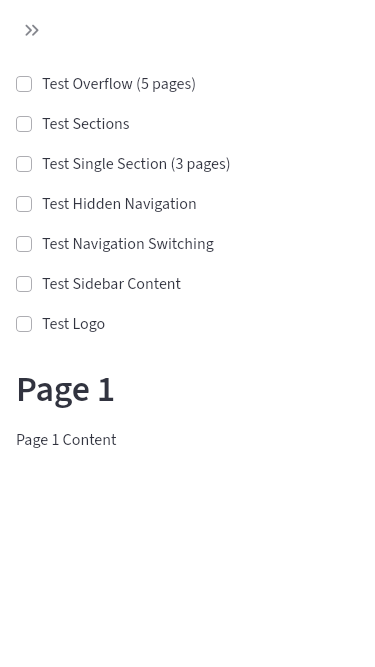 Test Overflow (5 pages)
Test Sections
Test Single Section (3 pages)
Test Hidden Navigation
Test Navigation Switching
Test Sidebar Content
Test Logo
Page 1
Page 1 Content